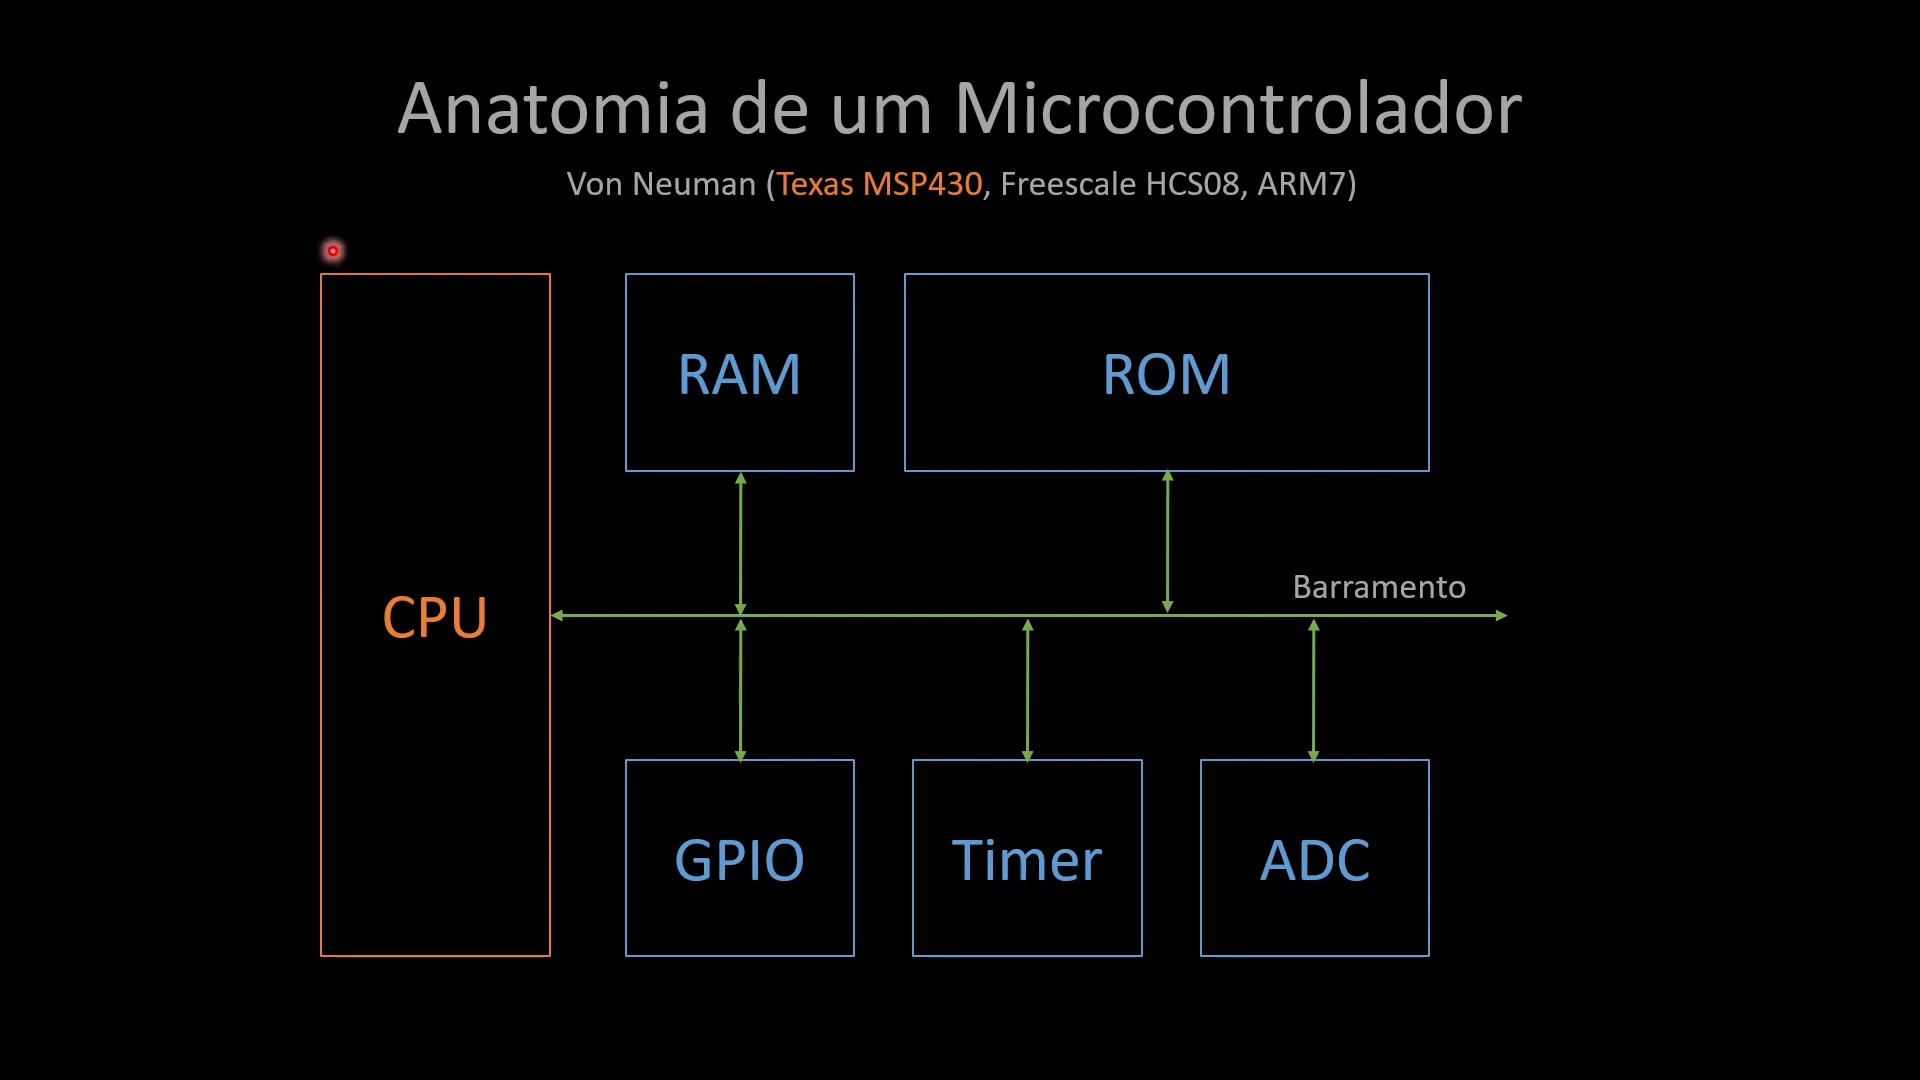 Anatomia de um Microcontrolador
Von Neuman (Texas MSP430, Freescale HCS08, ARM7)
RAM
ROM
Barramento
CPU
GPIO
Timer
ADC